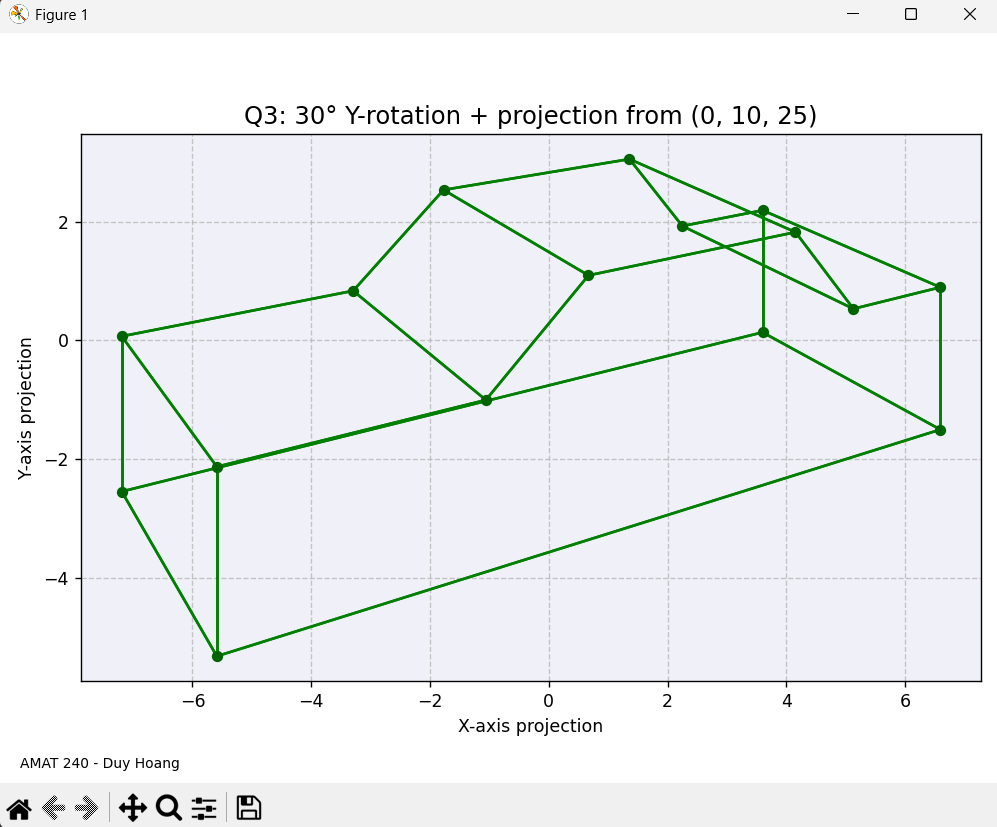 Figure 1
Q3: 30° Y-rotation + projection from (0, 10, 25)
Y-axis projection
2
0
−2
−4
−6 −4 −2 0 2 4 6
X-axis projection
AMAT 240 - Duy Hoang